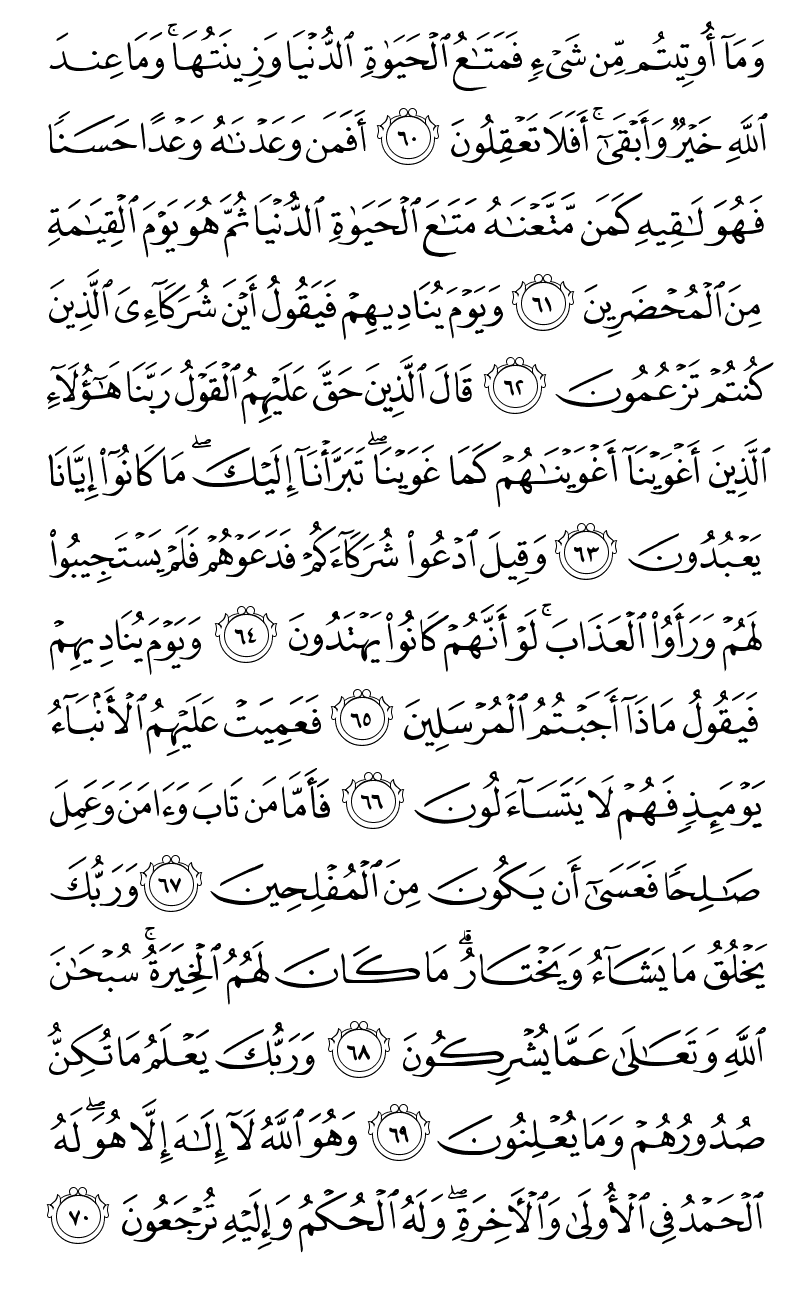 وَمَآ أُوتِيتُم مِّن شَىْءٍ فَمَتَـٰعُ ٱلْحَيَوٰةِ ٱلدُّنْيَا وَزِينَتُهَا ۚ وَمَا عِندَ
ٱللَّهِ خَيْرٌ وَأَبْقَىٰٓ ۚ أَفَلَا تَعْقِلُونَ ٦٠ أَفَمَن وَعَدْنَـٰهُ وَعْدًا حَسَنًا
فَهُوَ لَـٰقِيهِ كَمَن مَّتَّعْنَـٰهُ مَتَـٰعَ ٱلْحَيَوٰةِ ٱلدُّنْيَا ثُمَّ هُوَ يَوْمَ ٱلْقِيَـٰمَةِ
مِنَ ٱلْمُحْضَرِينَ ٦١ وَيَوْمَ يُنَادِيهِمْ فَيَقُولُ أَيْنَ شُرَكَآءِىَ ٱلَّذِينَ
كُنتُمْ تَزْعُمُونَ ٦٢ قَالَ ٱلَّذِينَ حَقَّ عَلَيْهِمُ ٱلْقَوْلُ رَبَّنَا هَـٰٓؤُلَآءِ
ٱلَّذِينَ أَغْوَيْنَآ أَغْوَيْنَـٰهُمْ كَمَا غَوَيْنَا ۖ تَبَرَّأْنَآ إِلَيْكَ ۖ مَا كَانُوٓا۟ إِيَّانَا
يَعْبُدُونَ ٦٣ وَقِيلَ ٱدْعُوا۟ شُرَكَآءَكُمْ فَدَعَوْهُمْ فَلَمْ يَسْتَجِيبُوا۟
لَهُمْ وَرَأَوُا۟ ٱلْعَذَابَ ۚ لَوْ أَنَّهُمْ كَانُوا۟ يَهْتَدُونَ ٦٤ وَيَوْمَ يُنَادِيهِمْ
فَيَقُولُ مَاذَآ أَجَبْتُمُ ٱلْمُرْسَلِينَ ٦٥ فَعَمِيَتْ عَلَيْهِمُ ٱلْأَنۢبَآءُ
يَوْمَئِذٍ فَهُمْ لَا يَتَسَآءَلُونَ ٦٦ فَأَمَّا مَن تَابَ وَءَامَنَ وَعَمِلَ
صَـٰلِحًا فَعَسَىٰٓ أَن يَكُونَ مِنَ ٱلْمُفْلِحِينَ ٦٧ وَرَبُّكَ
يَخْلُقُ مَا يَشَآءُ وَيَخْتَارُ ۗ مَا كَانَ لَهُمُ ٱلْخِيَرَةُ ۚ سُبْحَـٰنَ
ٱللَّهِ وَتَعَـٰلَىٰ عَمَّا يُشْرِكُونَ ٦٨ وَرَبُّكَ يَعْلَمُ مَا تُكِنُّ
صُدُورُهُمْ وَمَا يُعْلِنُونَ ٦٩ وَهُوَ ٱللَّهُ لَآ إِلَـٰهَ إِلَّا هُوَ ۖ لَهُ
ٱلْحَمْدُ فِى ٱلْأُولَىٰ وَٱلْـَٔاخِرَةِ ۖ وَلَهُ ٱلْحُكْمُ وَإِلَيْهِ تُرْجَعُونَ ٧٠